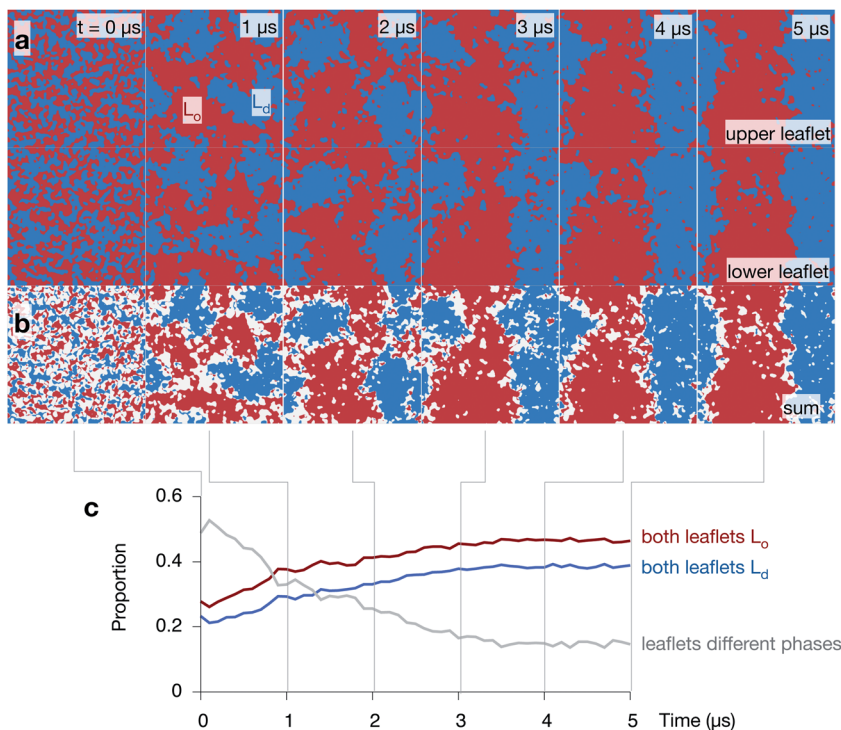 a
t = 0 µs
1 µs
2 µs
3 µs
4 µs
5 µs
Lo
Ld
upper leaflet
lower leaflet
b
sum
c
0.6
0.4
0.2
0
Proportion
both leaflets Lo
both leaflets Ld
leaflets different phases
0
1
2
3
4
5
Time (µs)